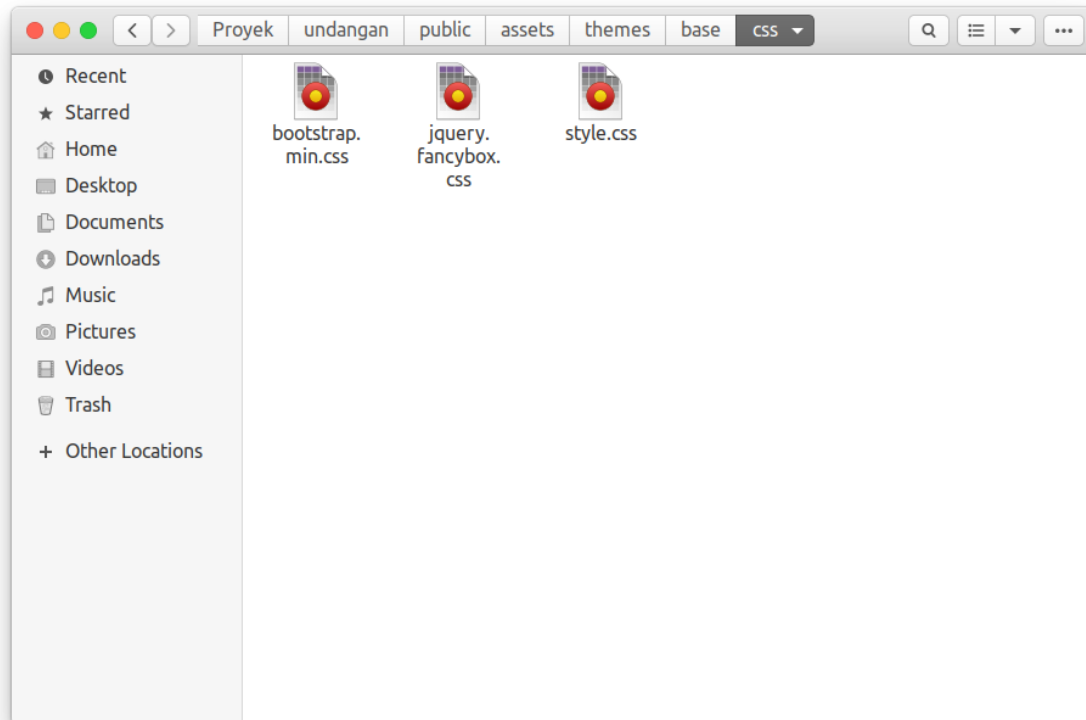 Proyek undangan public assets themes base css
Recent
Starred
Home
Desktop
Documents
Downloads
Music
Pictures
Videos
Trash
Other Locations
bootstrap.
min.css
jquery.
fancybox.
css
style.css